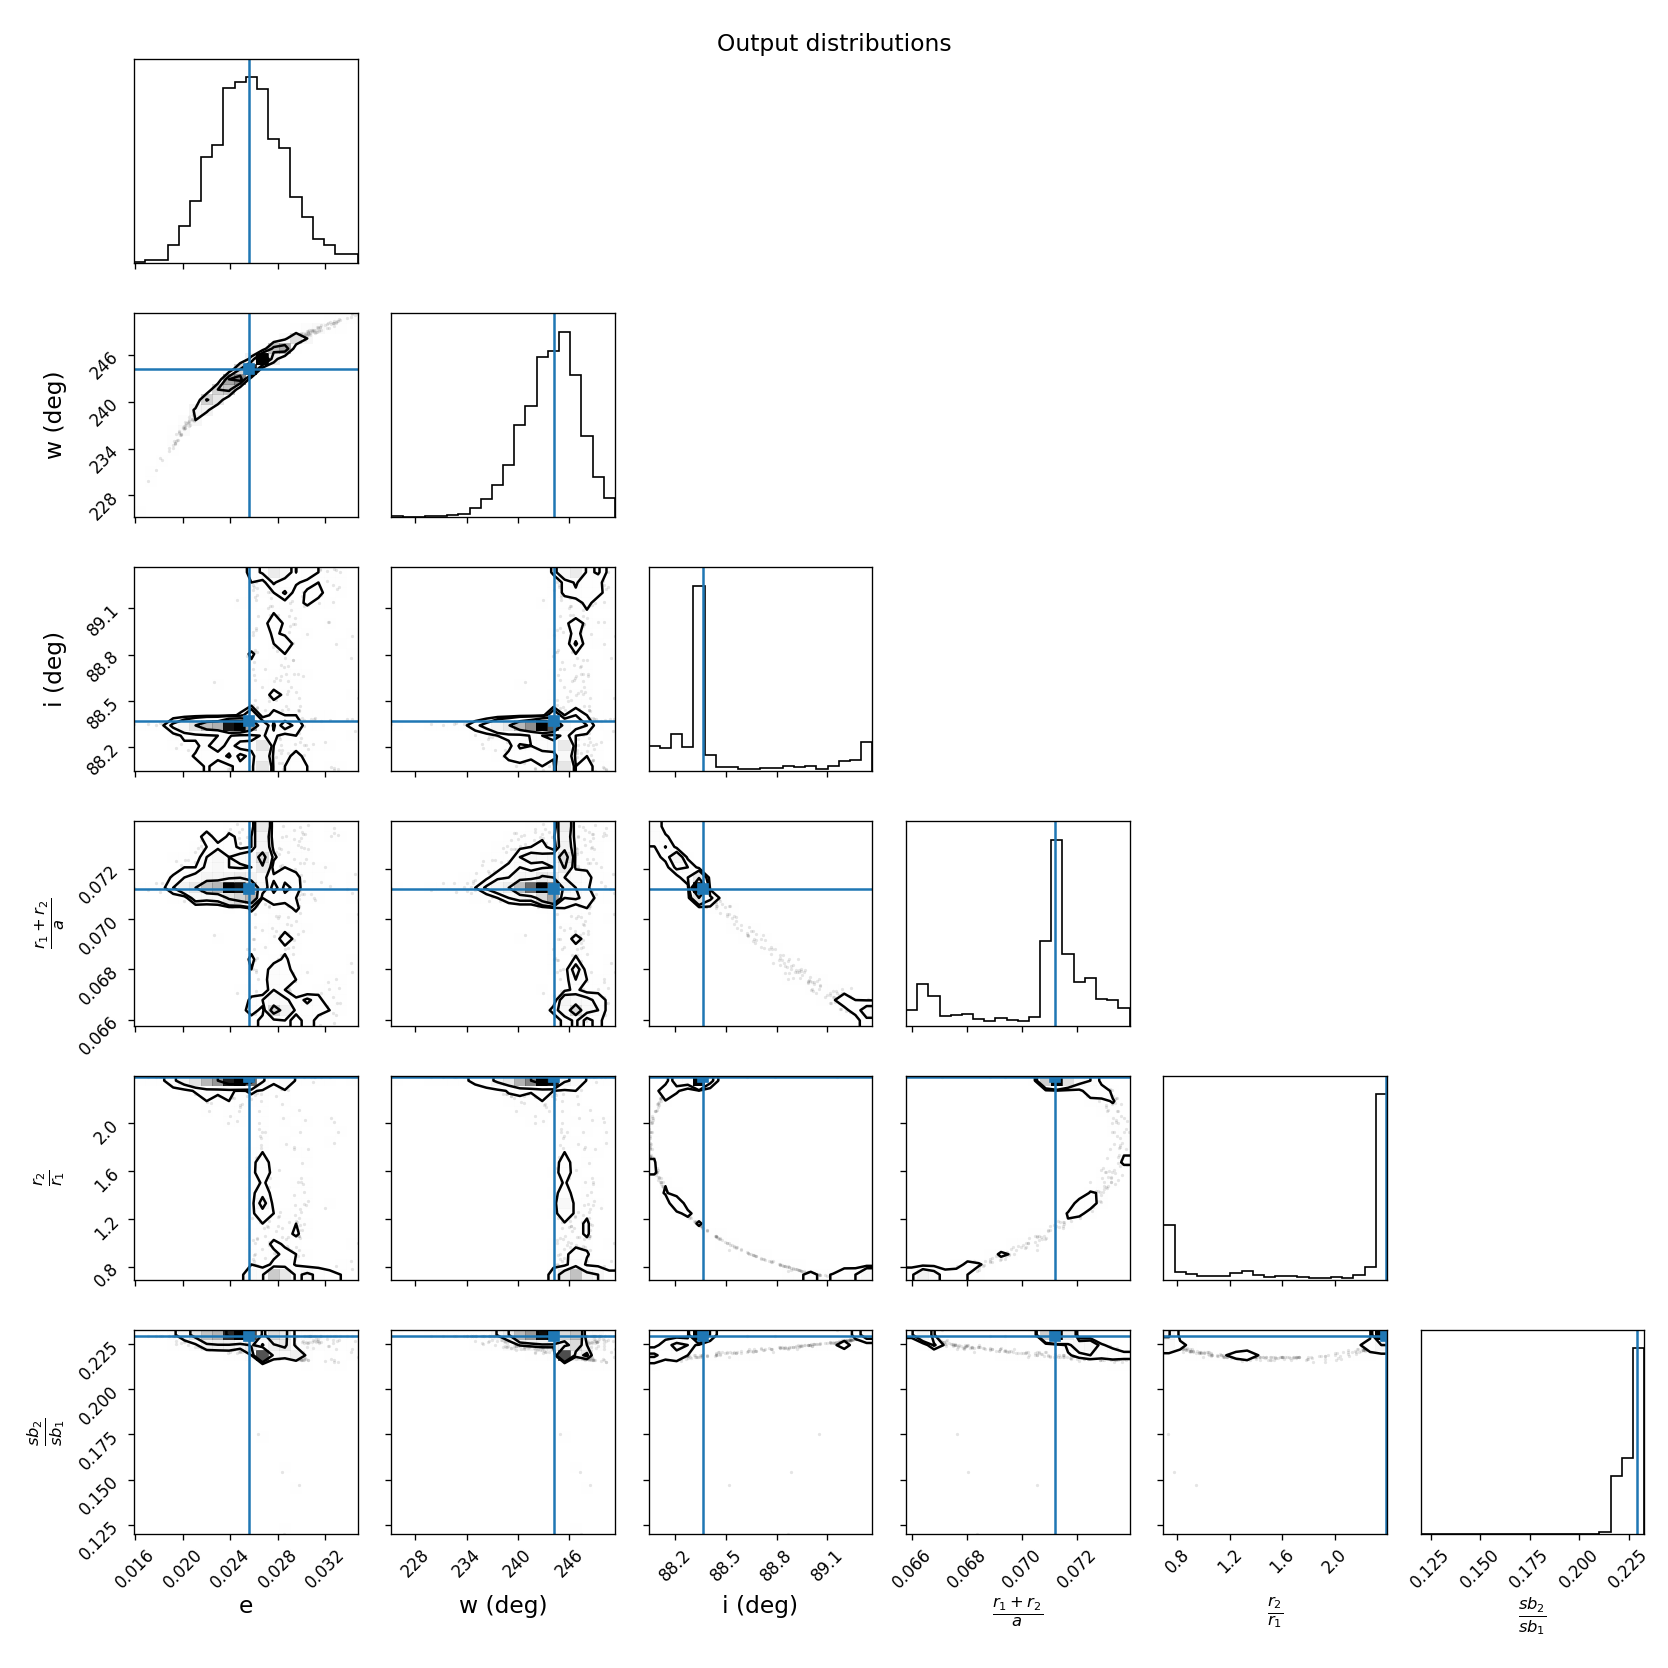 Output distributions
w (deg)
246
240
234
228
i (deg)
89.1
88.8
88.5
88.2
r₁ + r₂ / a
0.072
0.070
0.068
0.066
r₂ / r₁
2.0
1.6
1.2
0.8
sb₂ / sb₁
0.225
0.200
0.175
0.150
0.125
0.016 0.020 0.024 0.028 0.032
228 234 240 246
88.2 88.5 88.8 89.1
0.066 0.068 0.070 0.072
0.8 1.2 1.6 2.0
0.125 0.150 0.175 0.200 0.225
e
w (deg)
i (deg)
r₁ + r₂ / a
r₂ / r₁
sb₂ / sb₁